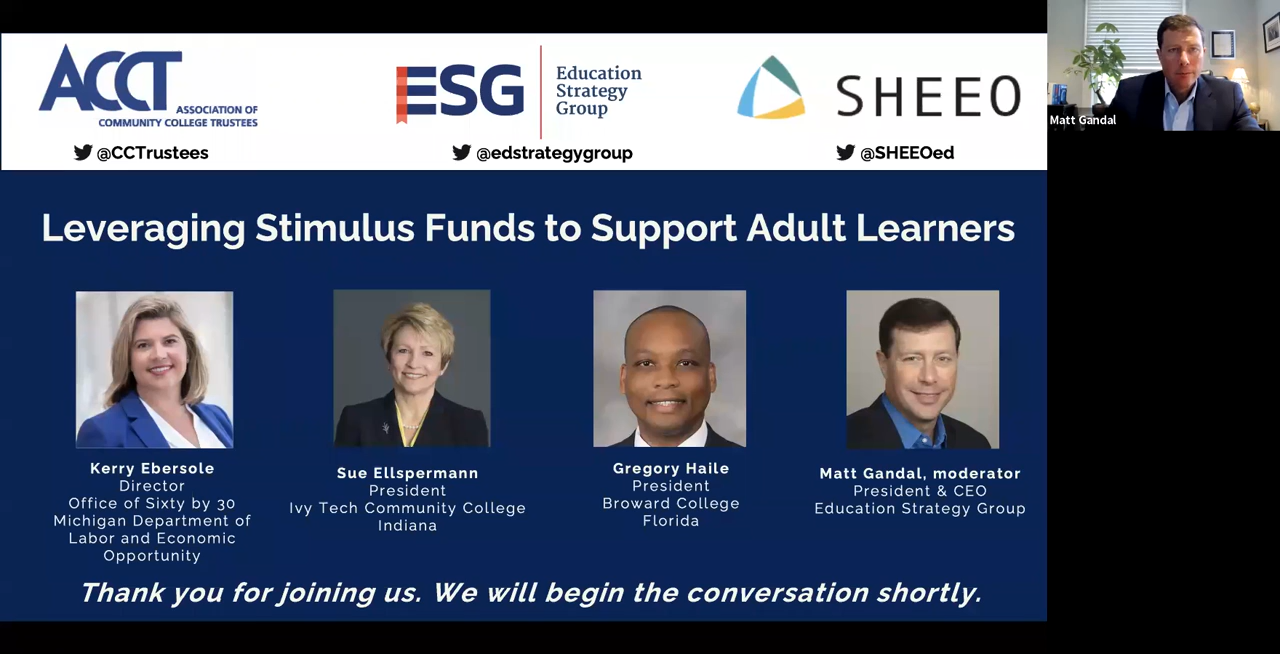 ACCT
ASSOCIATION OF
COMMUNITY COLLEGE TRUSTEES
@CCTrustees
ESG
Education
Strategy
Group
@edstrategygroup
SHEEO
@SHEEOed
Matt Gandal
Leveraging Stimulus Funds to Support Adult Learners
Kerry Ebersole
Director
Office of Sixty by 30
Michigan Department of
Labor and Economic
Opportunity
Sue Ellspermann
President
Ivy Tech Community College
Indiana
Gregory Haile
President
Broward College
Florida
Matt Gandal, moderator
President & CEO
Education Strategy Group
Thank you for joining us. We will begin the conversation shortly.